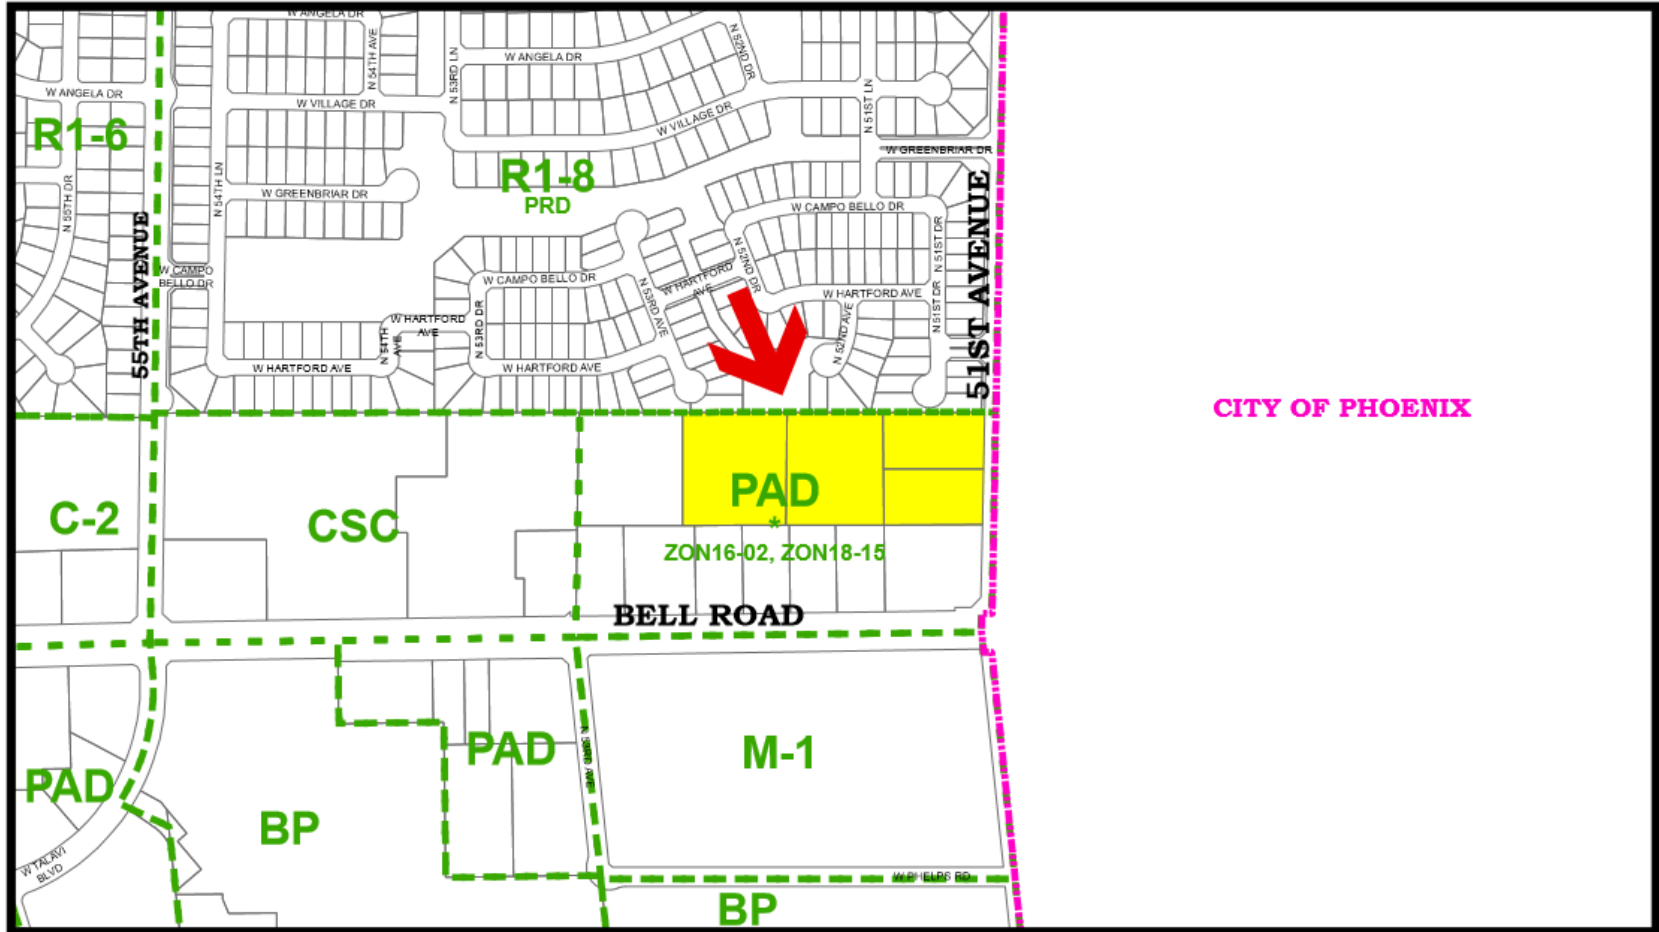 W ANGELA DR
N 54TH AVE
N 53RD LN
W ANGELA DR
N 52ND DR
W ANGELA DR
W VILLAGE DR
W VILLAGE DR
N 51ST LN
R1-6
W GREENBRIAR DR
R1-8
PRD
N 55TH DR
N 54TH LN
W GREENBRIAR DR
W CAMPO BELLO DR
55TH AVENUE
51ST AVENUE
W CAMPO
BELLO DR
W CAMPO BELLO DR
N 52ND DR
N 51ST DR
W HARTFORD
AVE
W HARTFORD AVE
N 53RD AVE
N 51ST DR
W HARTFORD
AVE
N 54TH
AVE
N 53RD DR
N 52ND AVE
W HARTFORD AVE
W HARTFORD AVE
CITY OF PHOENIX
C-2
CSC
PAD
*
ZON16-02, ZON18-15
BELL ROAD
PAD
PAD
M-1
BP
W TALAVI
BLVD
W PHELPS RD
BP